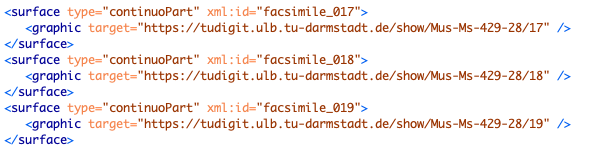 <surface type="continuoPart" xml:id="facsimile_017">
<graphic target="https://tudigit.ulb.tu-darmstadt.de/show/Mus-Ms-429-28/17" />
</surface>
<surface type="continuoPart" xml:id="facsimile_018">
<graphic target="https://tudigit.ulb.tu-darmstadt.de/show/Mus-Ms-429-28/18" />
</surface>
<surface type="continuoPart" xml:id="facsimile_019">
<graphic target="https://tudigit.ulb.tu-darmstadt.de/show/Mus-Ms-429-28/19" />
</surface>